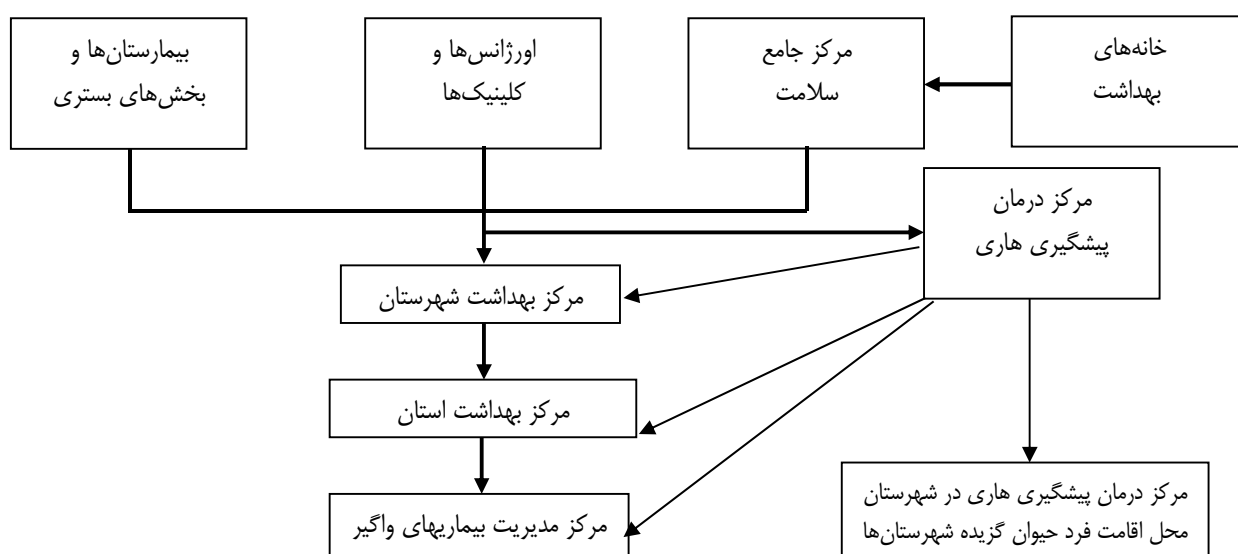 خانه‌های
بهداشت
مرکز جامع
سلامت
اورژانس‌ها و
کلینیک‌ها
بیمارستان‌ها و
بخش‌های بستری
مرکز درمان
پیشگیری هاری
مرکز بهداشت شهرستان
مرکز بهداشت استان
مرکز درمان پیشگیری هاری در شهرستان
محل اقامت فرد حیوان گزیده شهرستان‌ها
مرکز مدیریت بیماریهای واگیر